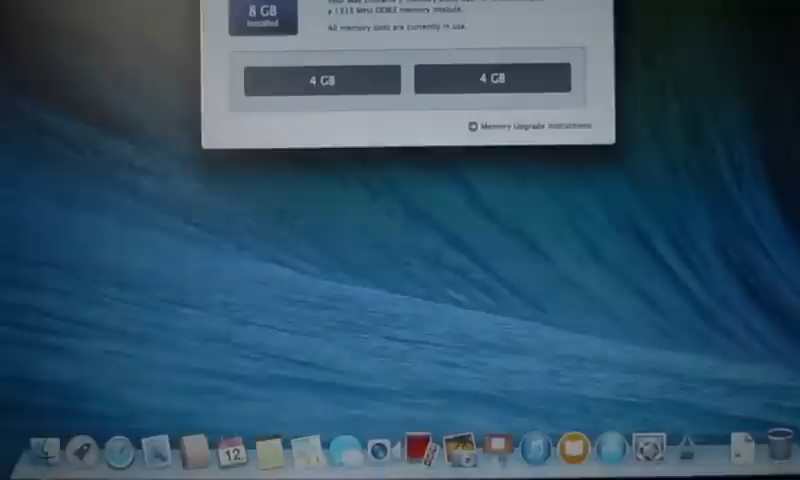 8 GB
Installed
All memory slots are currently in use.
4 GB
4 GB
Memory Upgrade Instructions
12